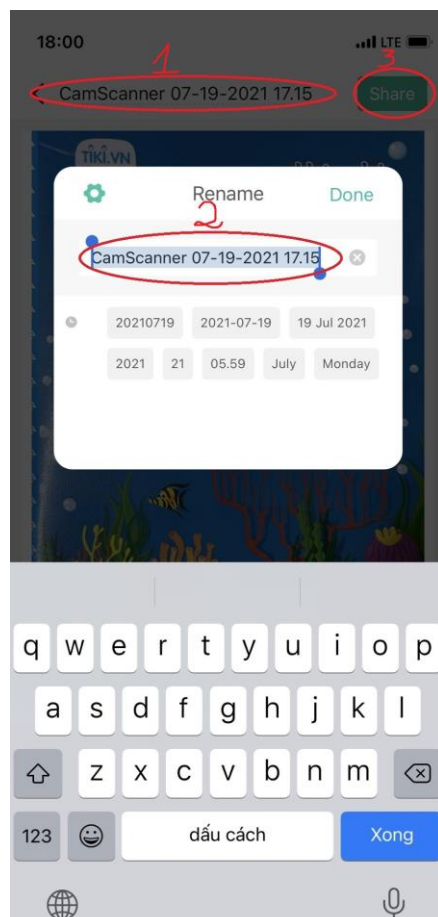 18:00 LTE
1 3
CamScanner 07-19-2021 17.15 Share
TIKI.VN
Rename Done
2
CamScanner 07-19-2021 17.15
20210719 2021-07-19 19 Jul 2021
2021 21 05.59 July Monday
q w e r t y u i o p
a s d f g h j k l
z x c v b n m
123 dấu cách Xong